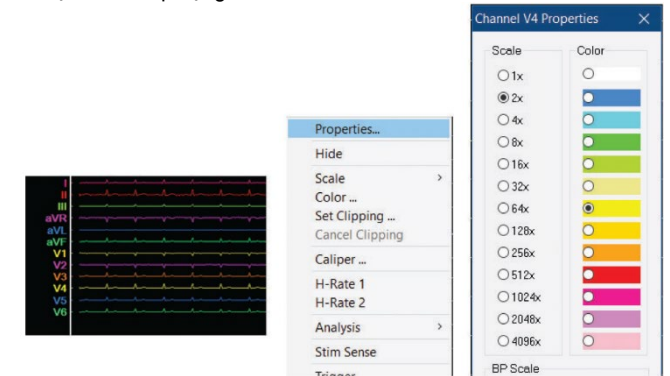 Channel V4 Properties
Scale
Color
1x
2x
4x
8x
16x
32x
64x
128x
256x
512x
1024x
2048x
4096x
BP Scale
Properties...
Hide
Scale
Color ...
Set Clipping ...
Cancel Clipping
Caliper ...
H-Rate 1
H-Rate 2
Analysis
Stim Sense
Trigger
I
II
III
aVR
aVL
aVF
V1
V2
V3
V4
V5
V6